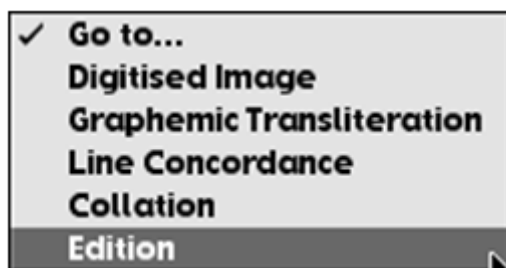 ✓ Go to...
Digitised Image
Graphemic Transliteration
Line Concordance
Collation
Edition